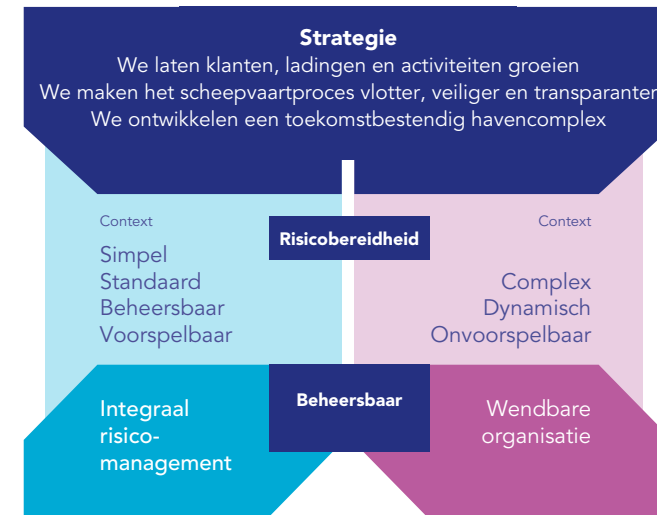 Strategie
We laten klanten, ladingen en activiteiten groeien
We maken het scheepvaartproces vlotter, veiliger en transparanter
We ontwikkelen een toekomstbestendig havencomplex
Context
Simpel
Standaard
Beheersbaar
Voorspelbaar
Risicobereidheid
Context
Complex
Dynamisch
Onvoorspelbaar
Integraal
risico-
management
Beheersbaar
Wendbare
organisatie